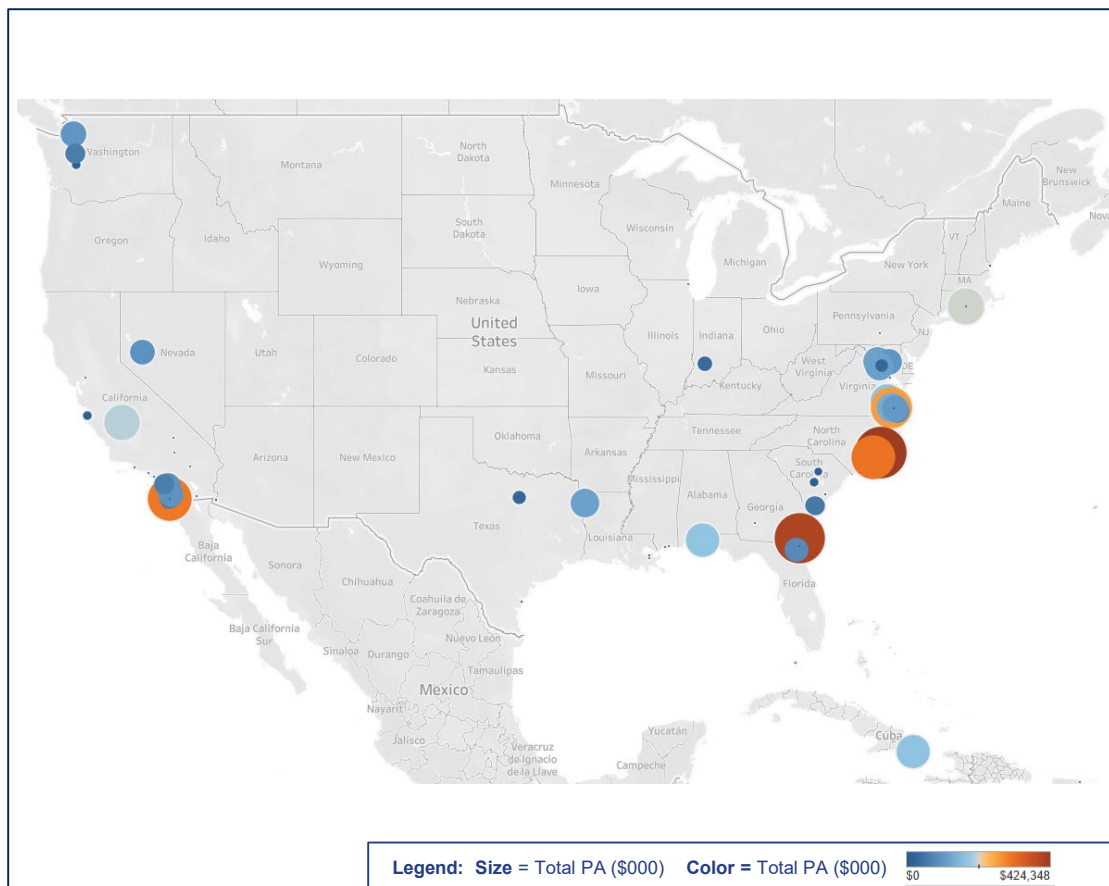 Washington
Montana
North
Dakota
Minnesota
New
Brunswick
Maine
Oregon
Idaho
South
Dakota
Wisconsin
VT
Nova
Wyoming
Michigan
New York
MA
Nebraska
Iowa
Pennsylvania
NJ
Nevada
Utah
United
States
Illinois
Indiana
Ohio
Colorado
Kansas
Missouri
West
Virginia
DE
California
Kentucky
Virginia
Arizona
New Mexico
Oklahoma
Arkansas
Tennessee
North
Carolina
South
Carolina
Mississippi
Alabama
Georgia
Texas
Louisiana
Baja
California
Sonora
Chihuahua
Florida
Coahuila de
Zaragoza
Baja California
Sur
Nuevo León
Sinaloa
Durango
Tamaulipas
Mexico
Nayarit
Jalisco
Yucatán
Cuba
Veracruz
de Ignacio
de la Llave
Campeche
Legend: Size = Total PA ($000) Color = Total PA ($000)
$0 $424,348